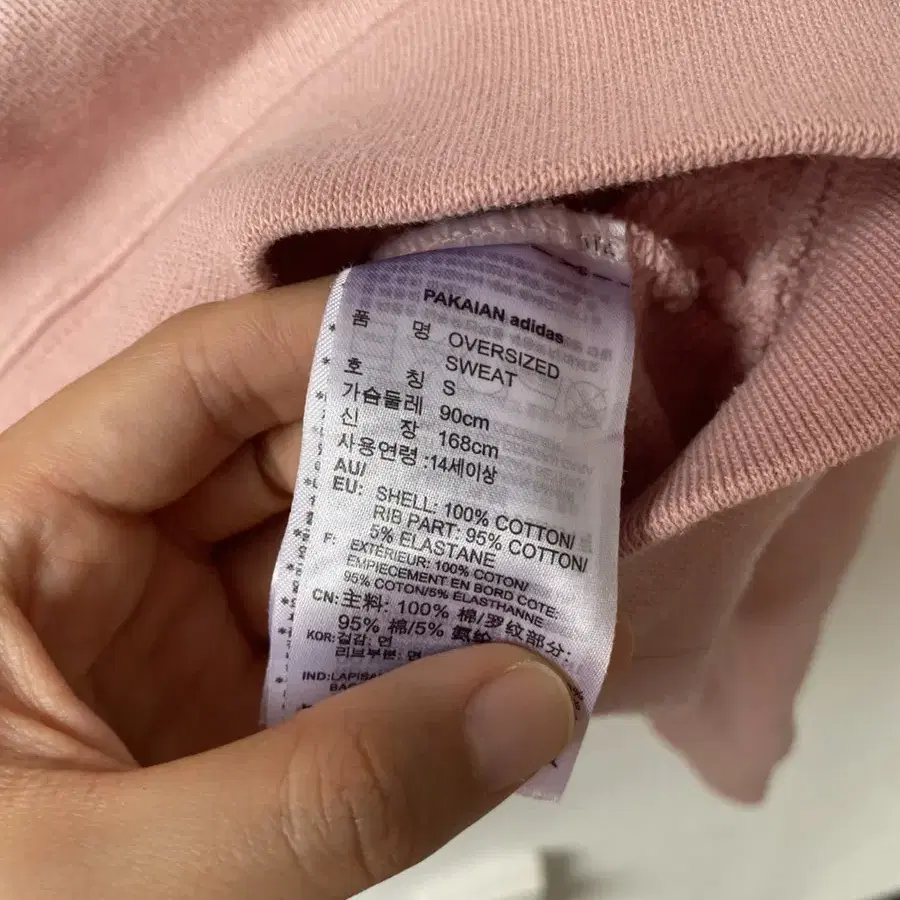 PAKAIAN adidas
품 명 OVERSIZED
SWEAT
호 칭 S
가슴둘레 90cm
신 장 168cm
사용연령 :14세이상
AU/
EU: SHELL: 100% COTTON/
RIB PART: 95% COTTON/
5% ELASTANE
F: EXTÉRIEUR: 100% COTON/
EMPIECEMENT EN BORD COTE:
95% COTON/5% ELASTHANNE
CN: 主料: 100% 棉/罗纹部分:
95% 棉/5% 氨纶
KOR: 겉감: 면
리브부분: 면
IND: